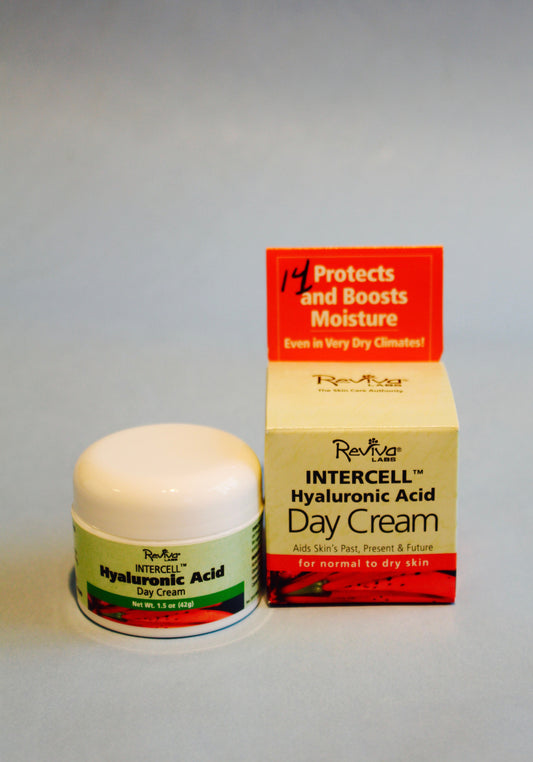 14
Protects
and Boosts
Moisture
Even in Very Dry Climates!
Reviva®
LABS
The Skin Care Authority
Reviva®
LABS
INTERCELL™
Hyaluronic Acid
Day Cream
Aids Skin's Past, Present & Future
for normal to dry skin
Reviva®
LABS
INTERCELL™
Hyaluronic Acid
Day Cream
Net Wt. 1.5 oz (42g)